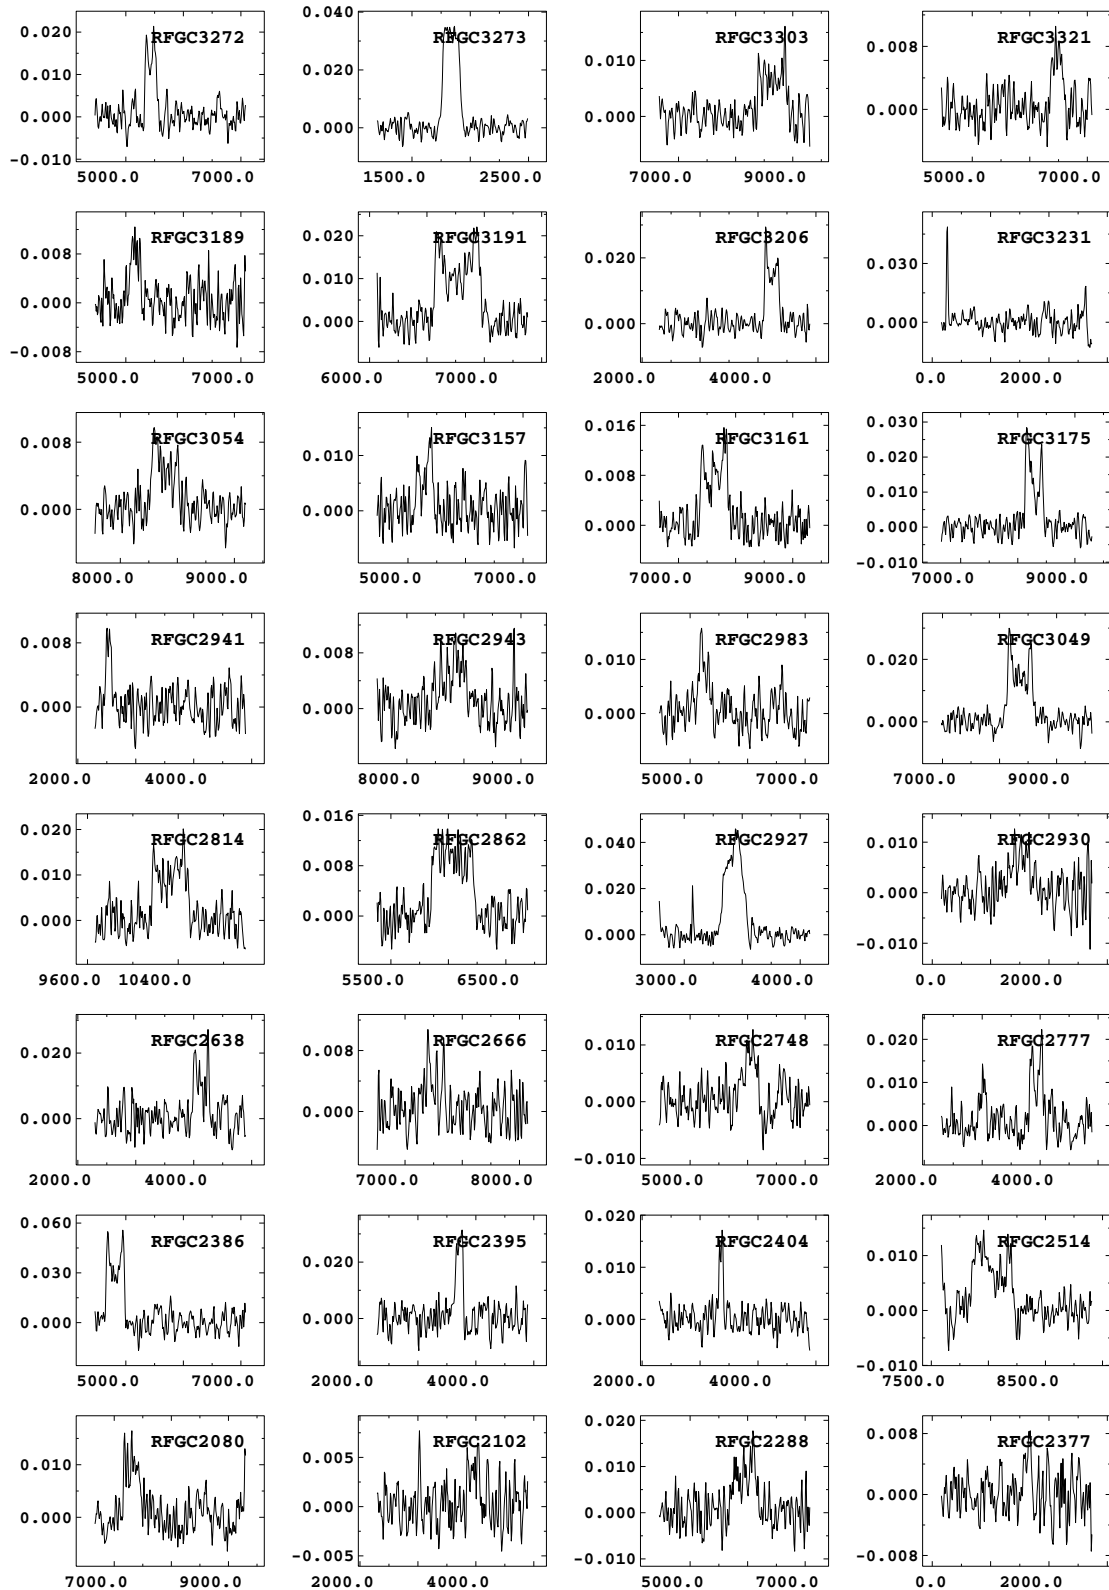 0.020 RFGC3272 0.040 RFGC3273 RFGC3303 RFGC3321
0.010 0.030 0.010 0.008
0.000 0.000 0.000 0.000
-0.010
5000.0 7000.0 1500.0 2500.0 7000.0 9000.0 5000.0 7000.0
RFGC3189 RFGC3191 RFGC3206 RFGC3231
0.008 0.020 0.020 0.030
0.000 0.010 0.000 0.000
-0.008 0.000
5000.0 7000.0 6000.0 7000.0 2000.0 4000.0 0.0 2000.0
RFGC3054 RFGC3157 RFGC3161 0.030 RFGC3175
0.008 0.010 0.016 0.020
0.000 0.000 0.008 0.010
0.000 0.000
-0.010
8000.0 9000.0 5000.0 7000.0 7000.0 9000.0 7000.0 9000.0
RFGC2941 RFGC2943 RFGC2983 RFGC3049
0.008 0.008 0.010 0.020
0.000 0.000 0.000 0.000
2000.0 4000.0 8000.0 9000.0 5000.0 7000.0 7000.0 9000.0
0.020 RFGC2814 0.016 RFGC2862 RFGC2927 RFGC2930
0.010 0.008 0.040 0.010
0.000 0.000 0.020 0.000
0.000 -0.010
9600.0 10400.0 5500.0 6500.0 3000.0 4000.0 0.0 2000.0
RFGC2638 RFGC2666 RFGC2748 RFGC2777
0.020 0.008 0.010 0.020
0.000 0.000 0.000 0.010
-0.010 0.000
2000.0 4000.0 7000.0 8000.0 5000.0 7000.0 2000.0 4000.0
0.060 RFGC2386 RFGC2395 0.020 RFGC2404 RFGC2514
0.030 0.020 0.010 0.010
0.000 0.000 0.000 0.000
-0.010
5000.0 7000.0 2000.0 4000.0 2000.0 4000.0 7500.0 8500.0
RFGC2080 RFGC2102 0.020 RFGC2288 RFGC2377
0.010 0.005 0.010 0.008
0.000 0.000 0.000 0.000
-0.005 -0.010 -0.008
7000.0 9000.0 2000.0 4000.0 5000.0 7000.0 0.0 2000.0